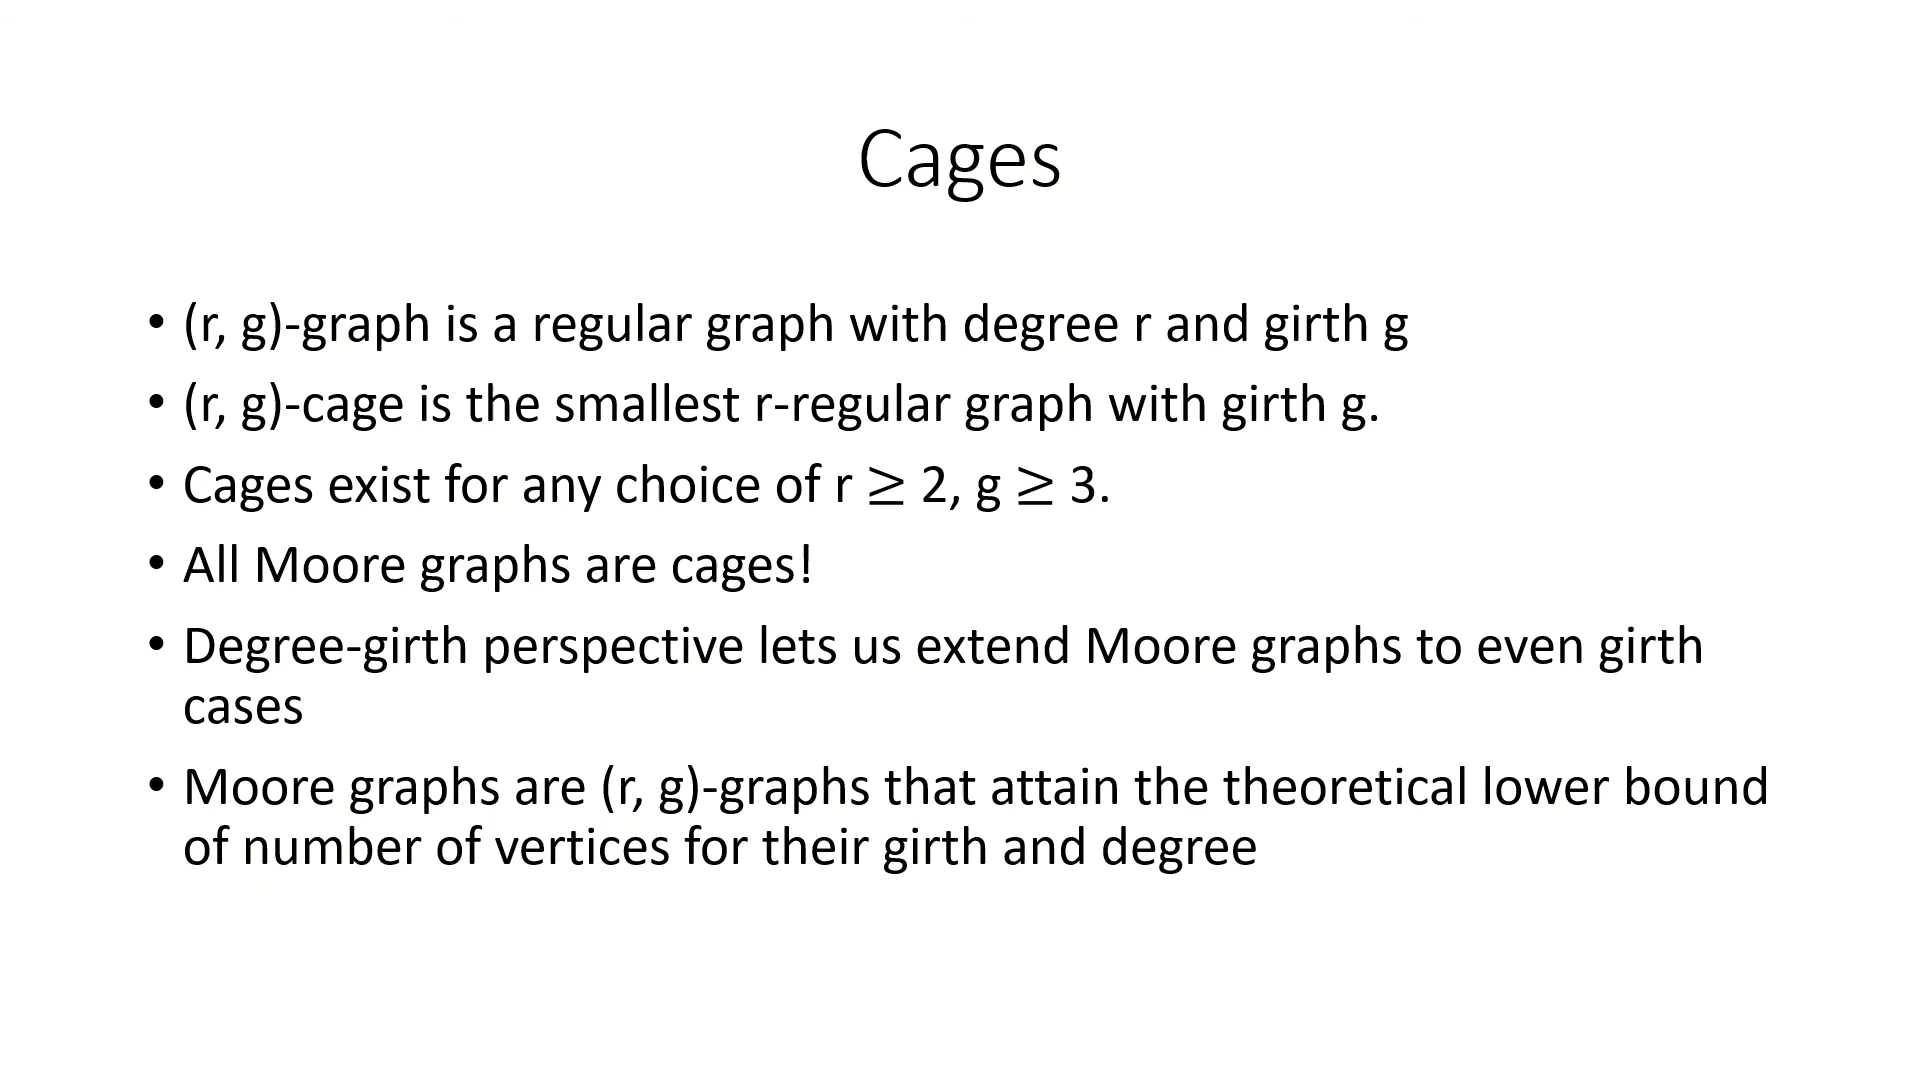 Cages
• (r, g)-graph is a regular graph with degree r and girth g
• (r, g)-cage is the smallest r-regular graph with girth g.
• Cages exist for any choice of r ≥ 2, g ≥ 3.
• All Moore graphs are cages!
• Degree-girth perspective lets us extend Moore graphs to even girth
cases
• Moore graphs are (r, g)-graphs that attain the theoretical lower bound
of number of vertices for their girth and degree